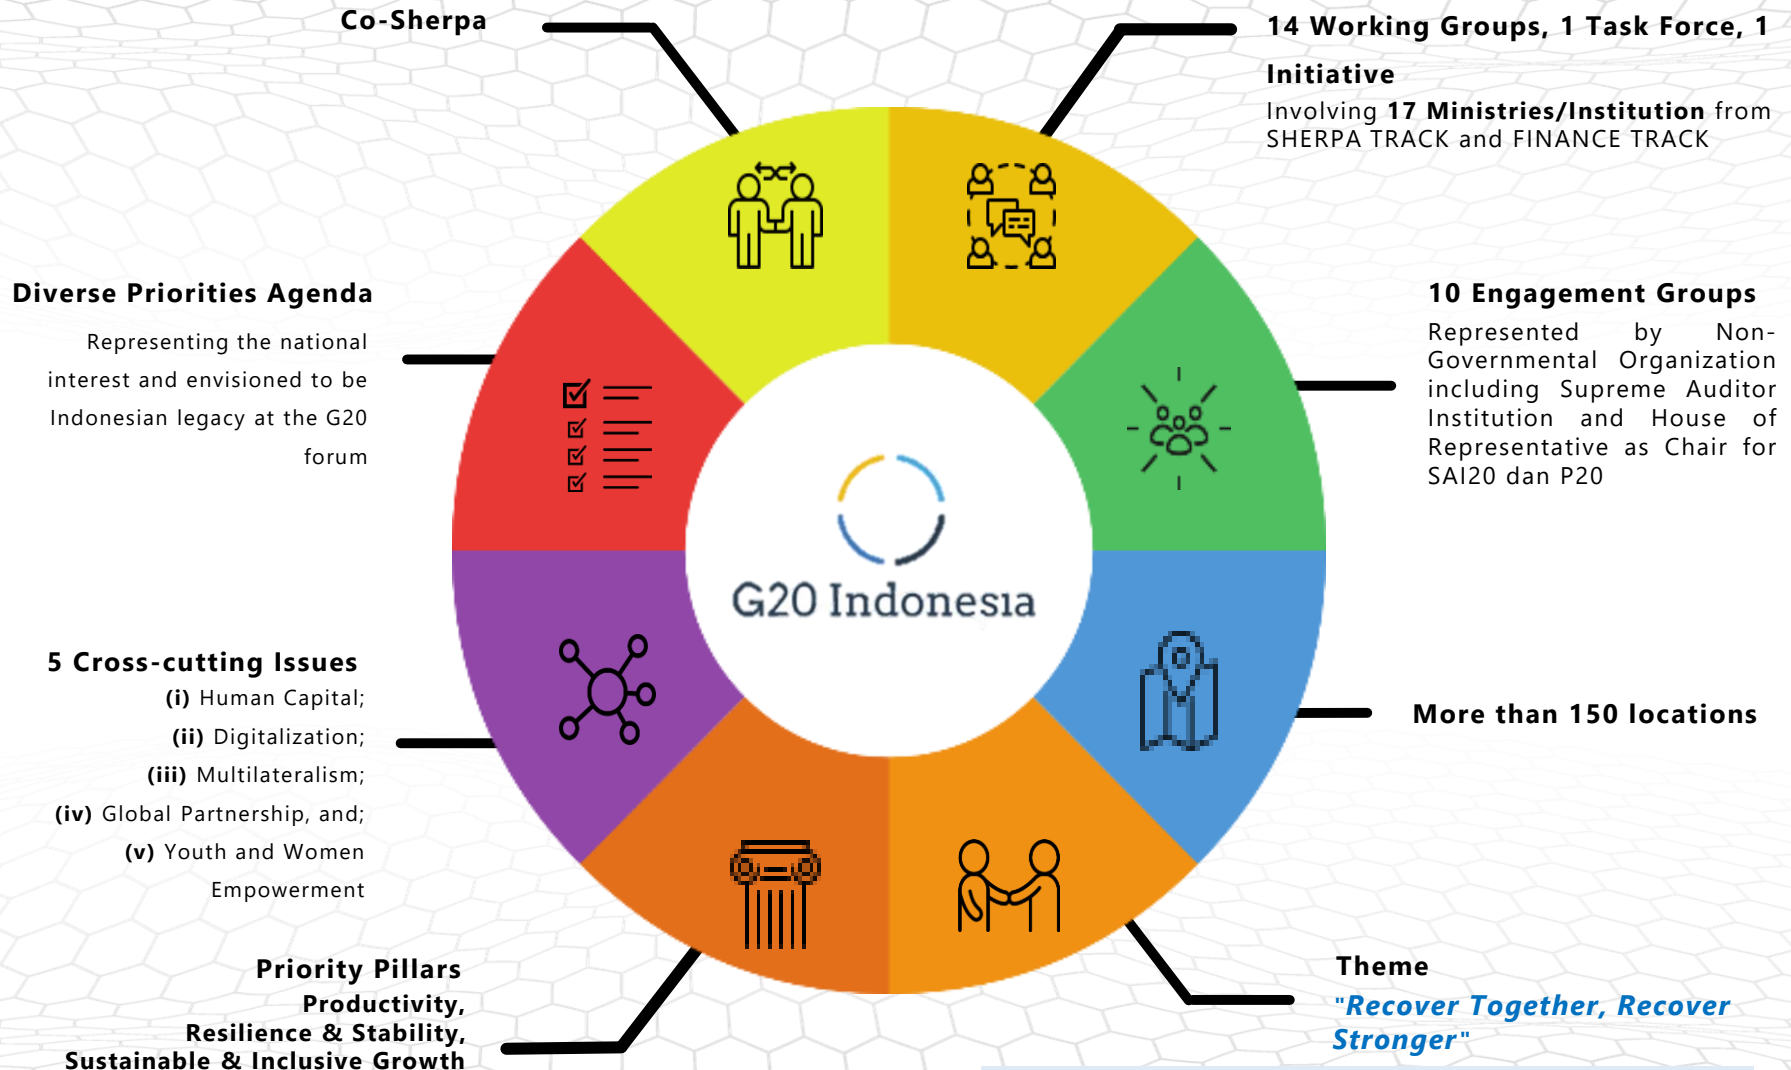 Co-Sherpa
14 Working Groups, 1 Task Force, 1
Initiative
Involving 17 Ministries/Institution from
SHERPA TRACK and FINANCE TRACK
Diverse Priorities Agenda
Representing the national
interest and envisioned to be
Indonesian legacy at the G20
forum
10 Engagement Groups
Represented by Non-
Governmental Organization
including Supreme Auditor
Institution and House of
Representative as Chair for
SAI20 dan P20
G20 Indonesia
5 Cross-cutting Issues
(i) Human Capital;
(ii) Digitalization;
(iii) Multilateralism;
(iv) Global Partnership, and;
(v) Youth and Women
Empowerment
More than 150 locations
Priority Pillars
Productivity,
Resilience & Stability,
Sustainable & Inclusive Growth
Theme
"Recover Together, Recover
Stronger"